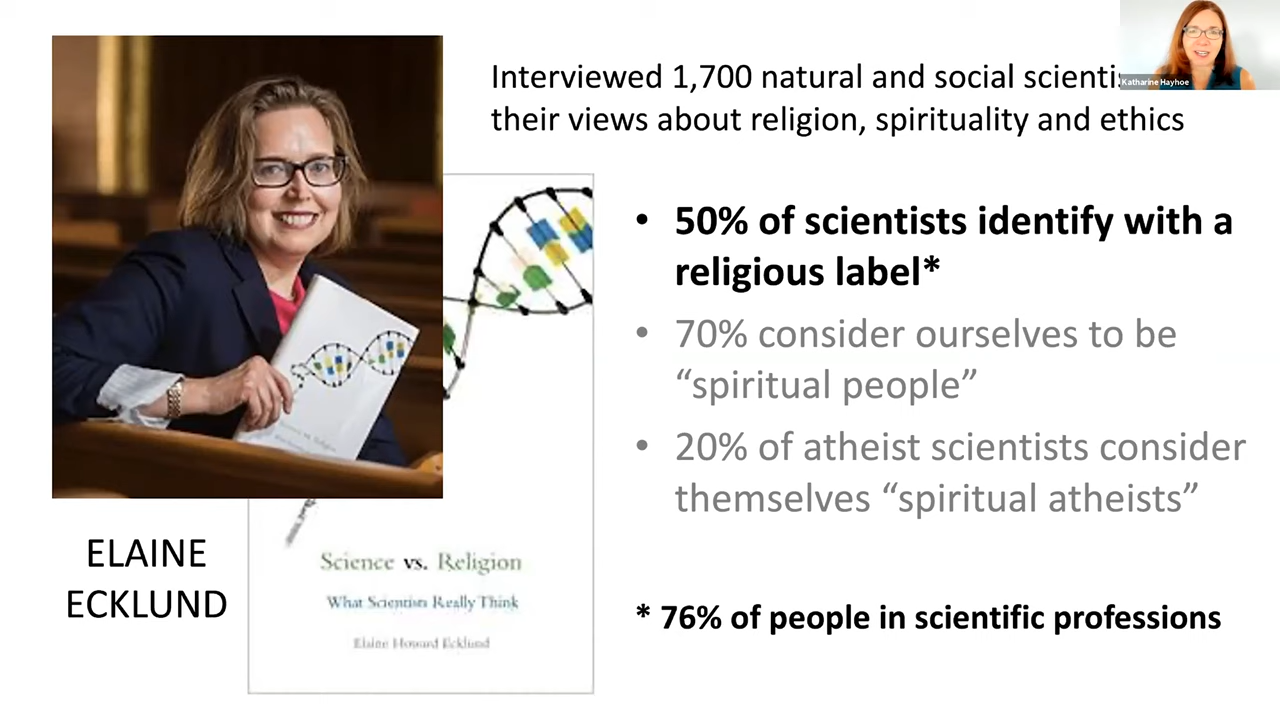 Interviewed 1,700 natural and social scienti
Katharine Hayhoe
their views about religion, spirituality and ethics
• 50% of scientists identify with a
religious label*
• 70% consider ourselves to be
“spiritual people”
• 20% of atheist scientists consider
themselves “spiritual atheists”
ELAINE
ECKLUND
Science vs. Religion
What Scientists Really Think
Elaine Howard Ecklund
* 76% of people in scientific professions